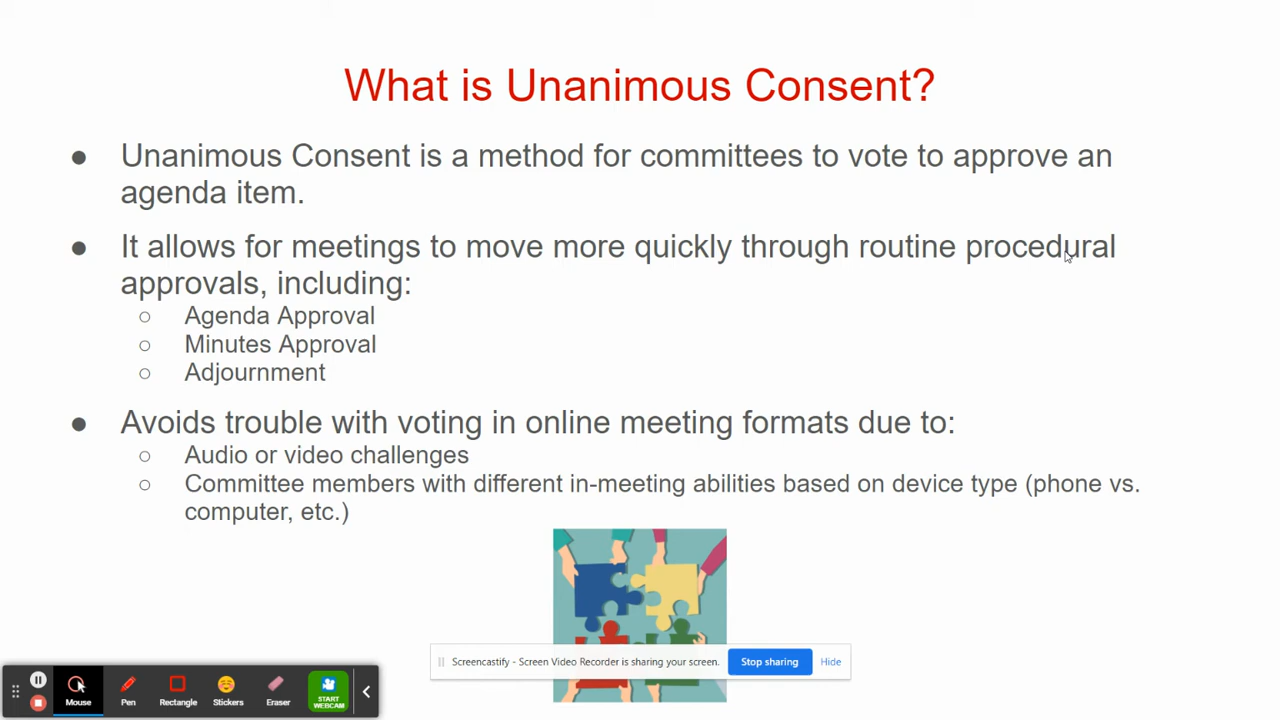 What is Unanimous Consent?
● Unanimous Consent is a method for committees to vote to approve an
agenda item.
● It allows for meetings to move more quickly through routine procedural
approvals, including:
○ Agenda Approval
○ Minutes Approval
○ Adjournment
● Avoids trouble with voting in online meeting formats due to:
○ Audio or video challenges
○ Committee members with different in-meeting abilities based on device type (phone vs.
computer, etc.)
Screencastify - Screen Video Recorder is sharing your screen. Stop sharing Hide
Mouse Pen Rectangle Stickers Eraser START
WEBCAM